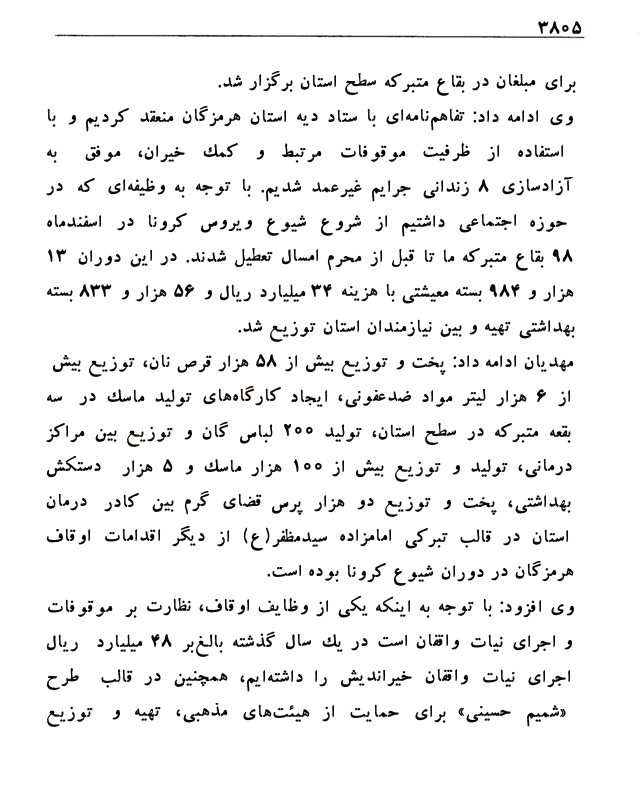 ۳۸۰۵
برای مبلغان در بقاع متبرکه سطح استان برگزار شد.
وی ادامه داد: تفاهم‌نامه‌ای با ستاد دیه استان هرمزگان منعقد کردیم و با
استفاده از ظرفیت موقوفات مرتبط و کمك خیران، موفق به
آزادسازی ۸ زندانی جرایم غیرعمد شدیم. با توجه به وظیفه‌ای که در
حوزه اجتماعی داشتیم از شروع شیوع ویروس کرونا در اسفندماه
۹۸ بقاع متبرکه ما تا قبل از محرم امسال تعطیل شدند. در این دوران ۱۳
هزار و ۹۸۴ بسته معیشتی با هزینه ۳۴ میلیارد ریال و ۵۶ هزار و ۸۳۳ بسته
بهداشتی تهیه و بین نیازمندان استان توزیع شد.
مهدیان ادامه داد: پخت و توزیع بیش از ۵۸ هزار قرص نان، توزیع بیش
از ۶ هزار لیتر مواد ضدعفونی، ایجاد کارگاه‌های تولید ماسك در سه
بقعه متبرکه در سطح استان، تولید ۲۰۰ لباس گان و توزیع بین مراکز
درمانی، تولید و توزیع بیش از ۱۰۰ هزار ماسك و ۵ هزار دستکش
بهداشتی، پخت و توزیع دو هزار پرس قضای گرم بین کادر درمان
استان در قالب تبرکی امامزاده سیدمظفر(ع) از دیگر اقدامات اوقاف
هرمزگان در دوران شیوع کرونا بوده است.
وی افزود: با توجه به اینکه یکی از وظایف اوقاف، نظارت بر موقوفات
و اجرای نیات واقفان است در یك سال گذشته بالغ‌بر ۴۸ میلیارد ریال
اجرای نیات واقفان خیراندیش را داشته‌ایم، همچنین در قالب طرح
«شمیم حسینی» برای حمایت از هیئت‌های مذهبی، تهیه و توزیع